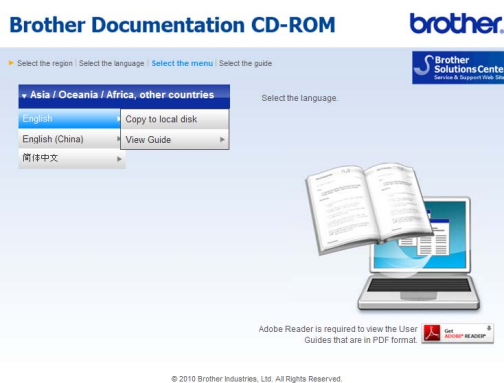 Brother Documentation CD-ROM
brother.
Select the region | Select the language | Select the menu | Select the guide
Brother
Solutions Cente
Service & Support Web Site
Asia / Oceania / Africa, other countries
Select the language.
English
Copy to local disk
English (China)
View Guide
简体中文
Adobe Reader is required to view the User
Guides that are in PDF format.
Get
ADOBE® READER®
© 2010 Brother Industries, Ltd. All Rights Reserved.